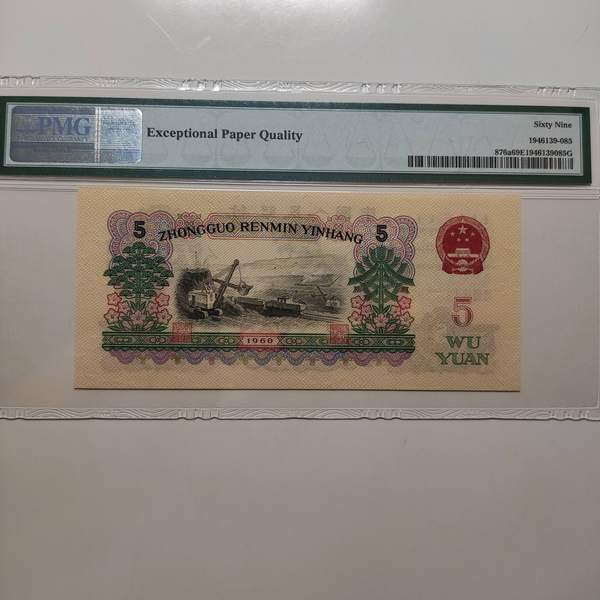 PMG
Exceptional Paper Quality
Sixty Nine
1946139-085
876a69E1946139085G
5
ZHONGGUO RENMIN YINHANG
5
1960
5
WU
YUAN